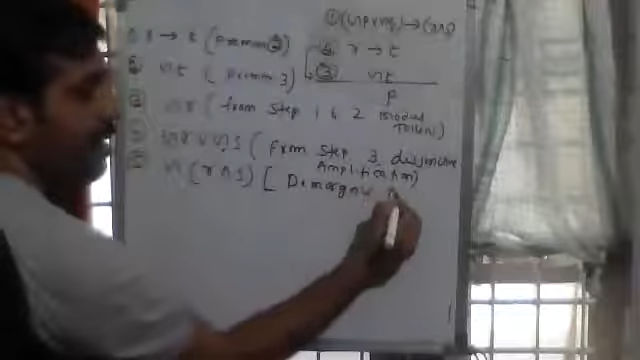 ① (¬p∨¬q) → (r∧s)
② r → t
③ ¬t
p
① r → t (Premise ②)
② ¬t ( premise 3)
③ ¬r ( from Step 1 & 2 modus Tollens)
④ ¬r ∨ ¬s ( from Step 3, disjunctive Amplification)
⑤ ¬(r ∧ s) [ Demorgan's